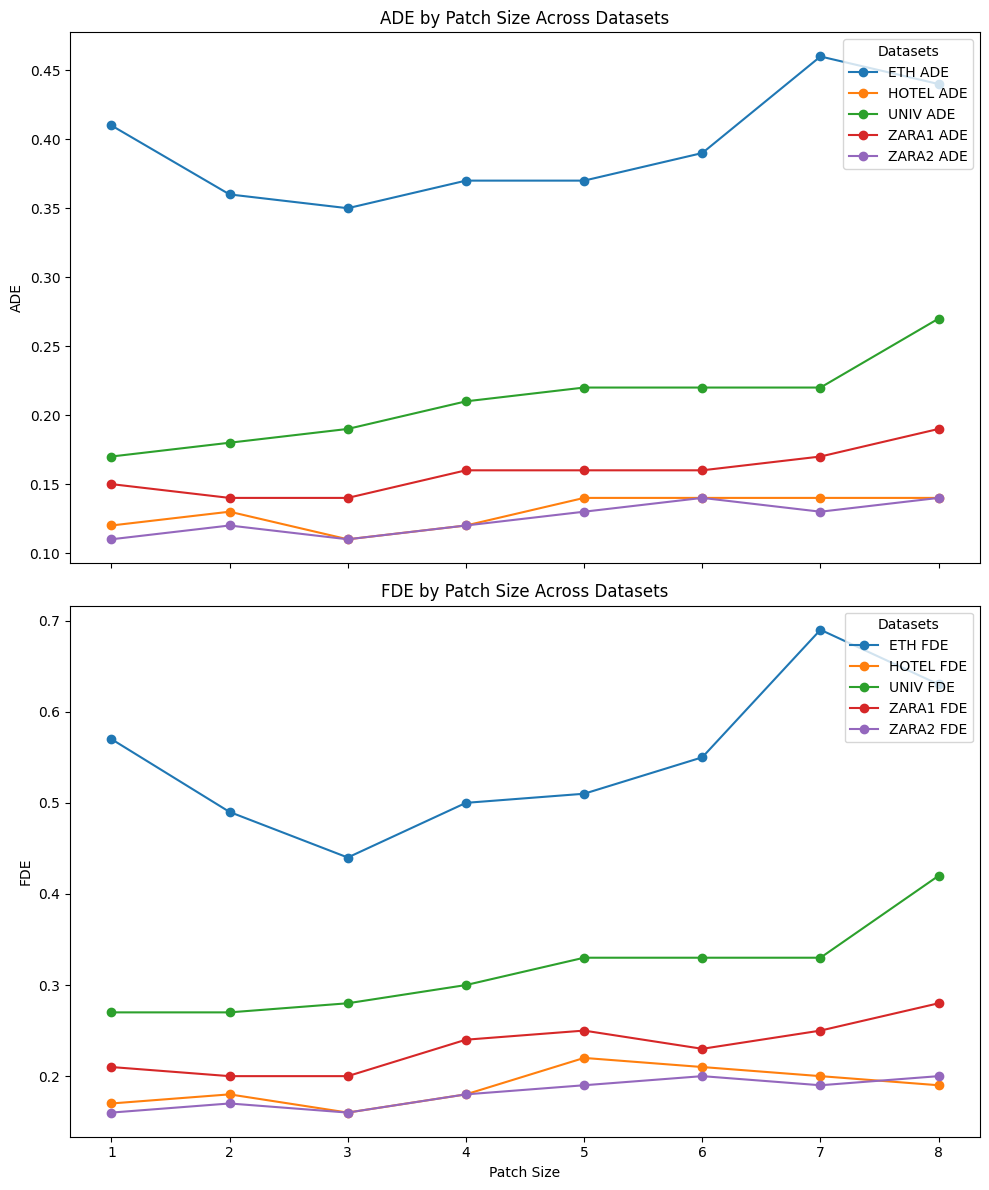 ADE by Patch Size Across Datasets
Datasets
ETH ADE
HOTEL ADE
UNIV ADE
ZARA1 ADE
ZARA2 ADE
0.45
0.40
0.35
0.30
0.25
0.20
0.15
0.10
ADE
FDE by Patch Size Across Datasets
Datasets
ETH FDE
HOTEL FDE
UNIV FDE
ZARA1 FDE
ZARA2 FDE
0.7
0.6
0.5
0.4
0.3
0.2
FDE
1 2 3 4 5 6 7 8
Patch Size